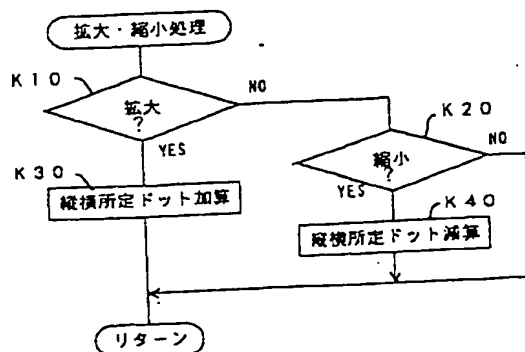 拡大・縮小処理
K10
NO
拡大
?
K20
NO
YES
縮小
?
K30
YES
K40
縦横所定ドット加算
縦横所定ドット減算
リターン